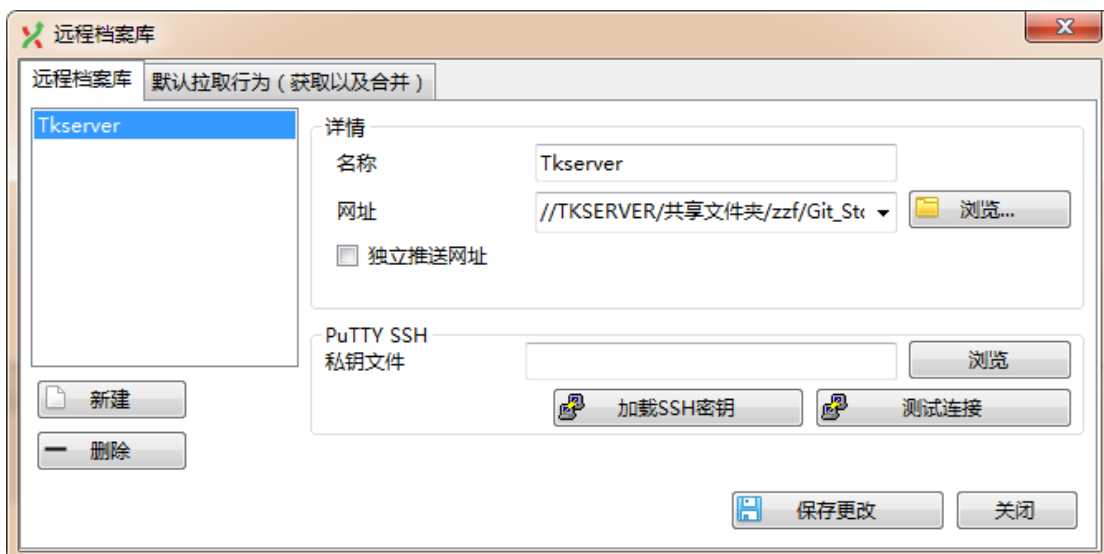 远程档案库
远程档案库
默认拉取行为（获取以及合并）
Tkserver
详情
名称
Tkserver
网址
//TKSERVER/共享文件夹/zzf/Git_Sto
浏览...
独立推送网址
PuTTY SSH
私钥文件
浏览
加载SSH密钥
测试连接
新建
删除
保存更改
关闭